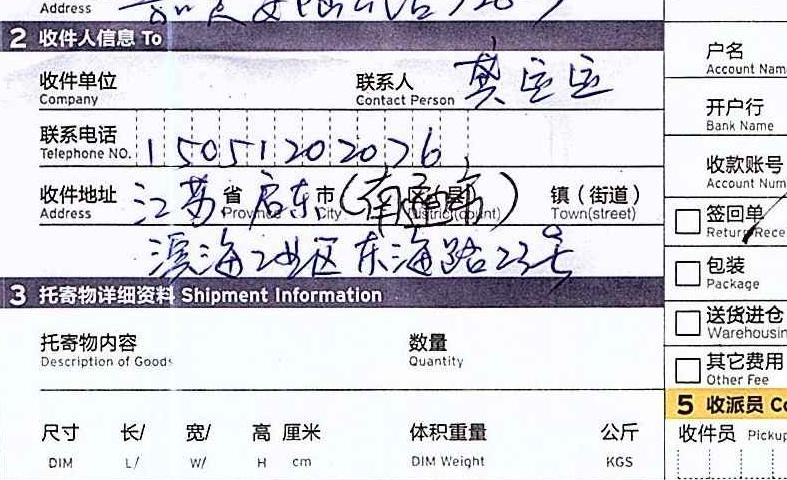 Address
2 收件人信息 To
收件单位 Company
联系人 Contact Person
联系电话 Telephone NO. 15051202076
收件地址 Address 江苏 省 Province 启东 市 City (南通市) 区(县) District(count) 镇(街道) Town(street)
滨海工业区东海路23号
3 托寄物详细资料 Shipment Information
托寄物内容 Description of Goods
数量 Quantity
尺寸 长/ 宽/ 高 厘米 体积重量 公斤
DIM L/ W/ H cm DIM Weight KGS
户名
Account Nam
开户行
Bank Name
收款账号
Account Num
签回单
Return Rece
包装
Package
送货进仓
Warehousin
其它费用
Other Fee
5 收派员 Co
收件员 Pickup